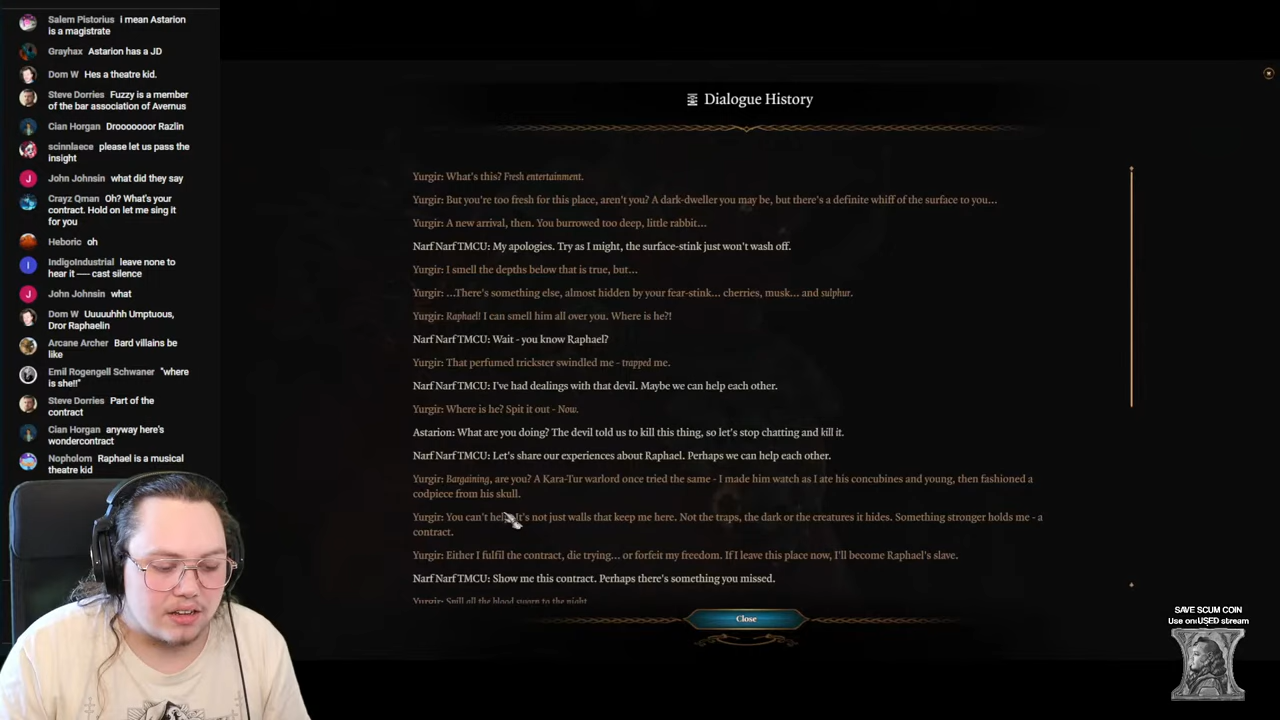 Salem Pistorius i mean Astarion
is a magistrate
Grayhax Astarion has a JD
Dom W Hes a theatre kid.
Steve Dorries Fuzzy is a member
of the bar association of Avernus
Cian Horgan Drooooooor Razlin
scinnlaece please let us pass the
insight
John Johnsin what did they say
Crayz Qman Oh? What's your
contract. Hold on let me sing it
for you
Heboric oh
IndigoIndustrial leave none to
hear it —- cast silence
John Johnsin what
Dom W Uuuuuhhh Umptuous,
Dror Raphaelin
Arcane Archer Bard villains be
like
Emil Rogengell Schwaner "where
is she!!"
Steve Dorries Part of the
contract
Cian Horgan anyway here's
wondercontract
Nopholom Raphael is a musical
theatre kid
Dialogue History
Yurgir: What's this? Fresh entertainment.
Yurgir: But you're too fresh for this place, aren't you? A dark-dweller you may be, but there's a definite whiff of the surface to you...
Yurgir: A new arrival, then. You burrowed too deep, little rabbit...
Narf Narf TMCU: My apologies. Try as I might, the surface-stink just won't wash off.
Yurgir: I smell the depths below that is true, but...
Yurgir: ...There's something else, almost hidden by your fear-stink... cherries, musk... and sulphur.
Yurgir: Raphael! I can smell him all over you. Where is he?!
Narf Narf TMCU: Wait - you know Raphael?
Yurgir: That perfumed trickster swindled me - trapped me.
Narf Narf TMCU: I've had dealings with that devil. Maybe we can help each other.
Yurgir: Where is he? Spit it out - Now.
Astarion: What are you doing? The devil told us to kill this thing, so let's stop chatting and kill it.
Narf Narf TMCU: Let's share our experiences about Raphael. Perhaps we can help each other.
Yurgir: Bargaining, are you? A Kara-Tur warlord once tried the same - I made him watch as I ate his concubines and young, then fashioned a
codpiece from his skull.
Yurgir: You can't It's not just walls that keep me here. Not the traps, the dark or the creatures it hides. Something stronger holds me - a
contract.
Yurgir: Either I fulfil the contract, die trying... or forfeit my freedom. If I leave this place now, I'll become Raphael's slave.
Narf Narf TMCU: Show me this contract. Perhaps there's something you missed.
Yurgir: Spill all the blood sworn to the night
Close
SAVE SCUM COIN
Use on:USED stream